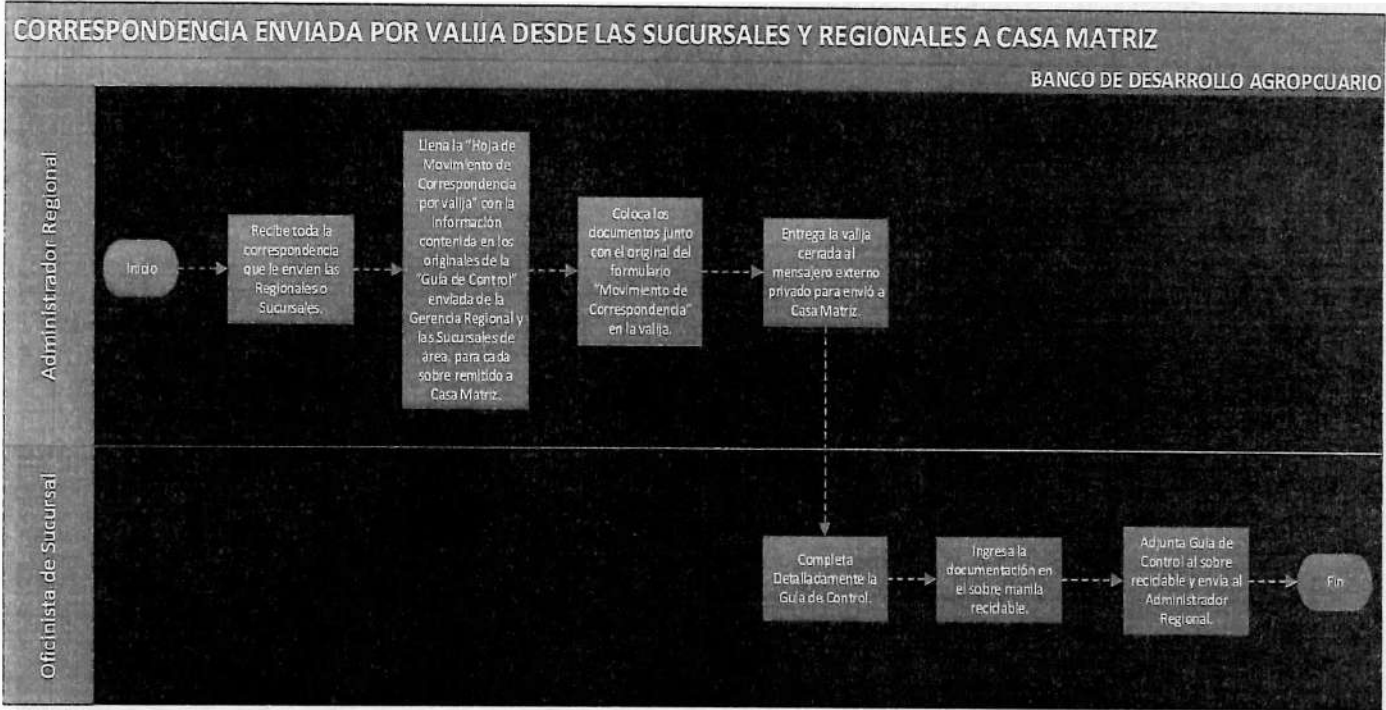 CORRESPONDENCIA ENVIADA POR VALIJA DESDE LAS SUCURSALES Y REGIONALES A CASA MATRIZ
BANCO DE DESARROLLO AGROPCUARIO
Administrador Regional
Inicio
Recibe toda la
correspondencia
que le envíen las
Regionales o
Sucursales.
Llena la "Hoja de
Movimiento de
Correspondencia
por valija" con la
información
contenida en los
originales de la
"Guía de Control"
enviada de la
Gerencia Regional y
las Sucursales de
área, para cada
sobre remitido a
Casa Matriz.
Coloca los
documentos junto
con el original del
formulario
"Movimiento de
Correspondencia"
en la valija.
Entrega la valija
cerrada al
mensajero externo
privado para envió a
Casa Matriz.
Oficinista de Sucursal
Completa
Detalladamente la
Guía de Control.
Ingresa la
documentación en
el sobre manila
reciclable.
Adjunta Guía de
Control al sobre
reciclable y envía al
Administrador
Regional.
Fin